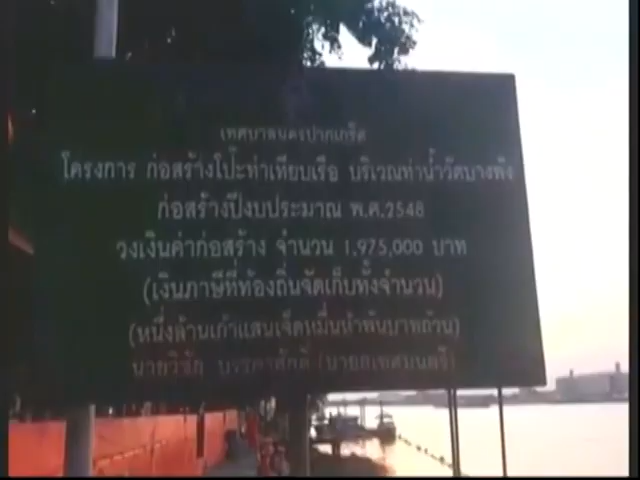 เทศบาลนครปากเกร็ด
โครงการ ก่อสร้างโป๊ะท่าเทียบเรือ บริเวณท่าน้ำวัดบางพัง
ก่อสร้างปีงบประมาณ พ.ศ.2548
วงเงินค่าก่อสร้าง จำนวน 1,975,000 บาท
(เงินภาษีที่ท้องถิ่นจัดเก็บทั้งจำนวน)
(หนึ่งล้านเก้าแสนเจ็ดหมื่นห้าพันบาทถ้วน)
นายวิชัย บรรดาศักดิ์ (นายกเทศมนตรี)